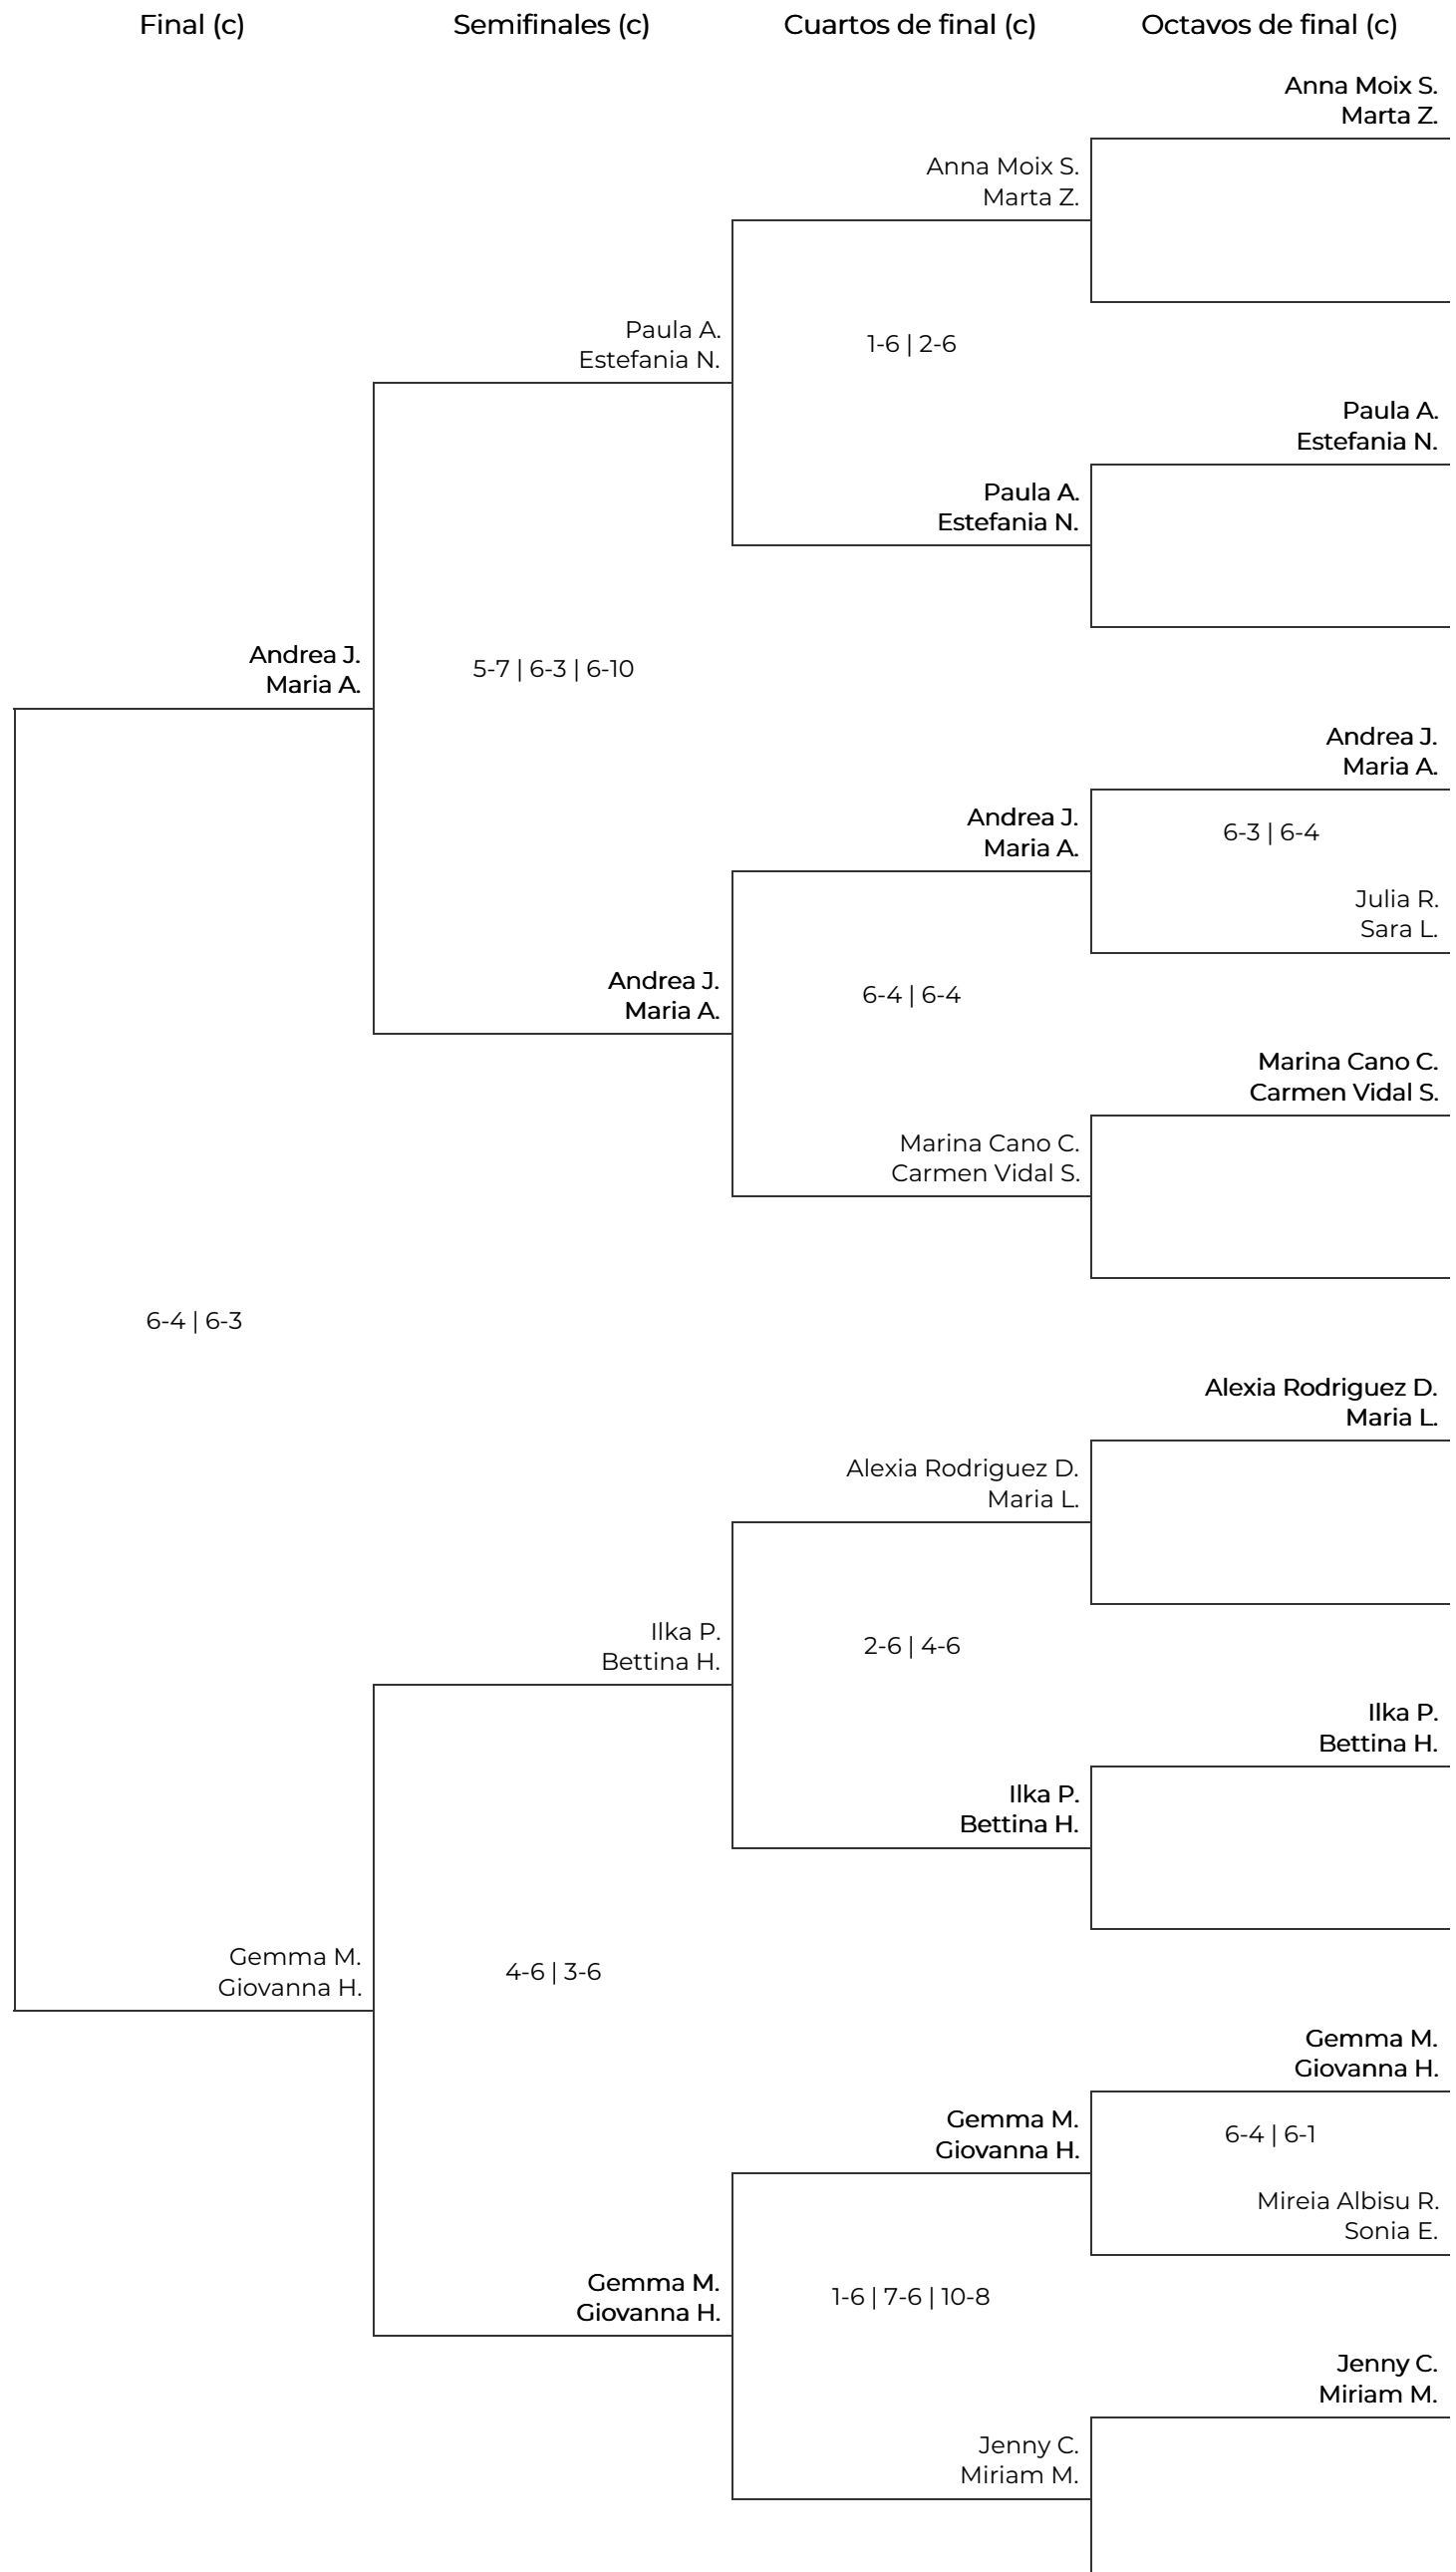 Final (c)
Semifinales (c)
Cuartos de final (c)
Octavos de final (c)
Anna Moix S.
Marta Z.
Anna Moix S.
Marta Z.
Paula A.
Estefania N.
1-6 | 2-6
Paula A.
Estefania N.
Paula A.
Estefania N.
Andrea J.
Maria A.
5-7 | 6-3 | 6-10
Andrea J.
Maria A.
Andrea J.
Maria A.
6-3 | 6-4
Julia R.
Sara L.
Andrea J.
Maria A.
6-4 | 6-4
Marina Cano C.
Carmen Vidal S.
Marina Cano C.
Carmen Vidal S.
6-4 | 6-3
Alexia Rodriguez D.
Maria L.
Alexia Rodriguez D.
Maria L.
Ilka P.
Bettina H.
2-6 | 4-6
Ilka P.
Bettina H.
Ilka P.
Bettina H.
Gemma M.
Giovanna H.
4-6 | 3-6
Gemma M.
Giovanna H.
Gemma M.
Giovanna H.
6-4 | 6-1
Mireia Albisu R.
Sonia E.
Gemma M.
Giovanna H.
1-6 | 7-6 | 10-8
Jenny C.
Miriam M.
Jenny C.
Miriam M.